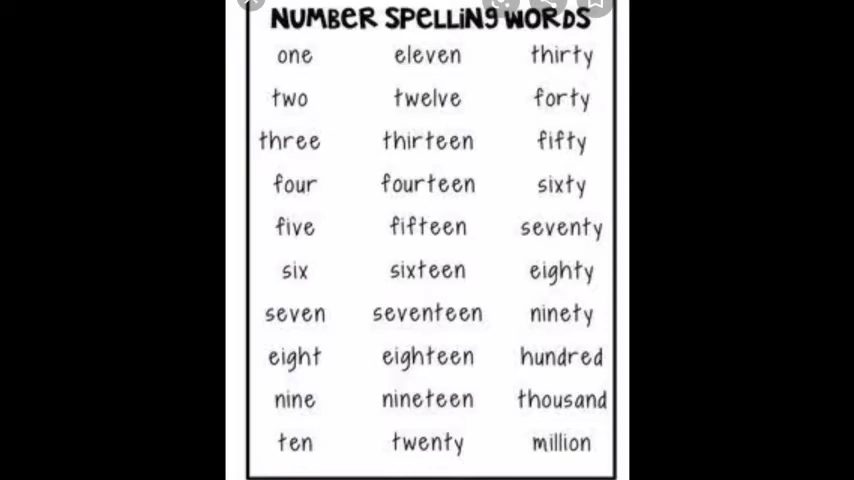 NUMBER SPELLING WORDS
one eleven thirty
two twelve forty
three thirteen fifty
four fourteen sixty
five fifteen seventy
six sixteen eighty
seven seventeen ninety
eight eighteen hundred
nine nineteen thousand
ten twenty million